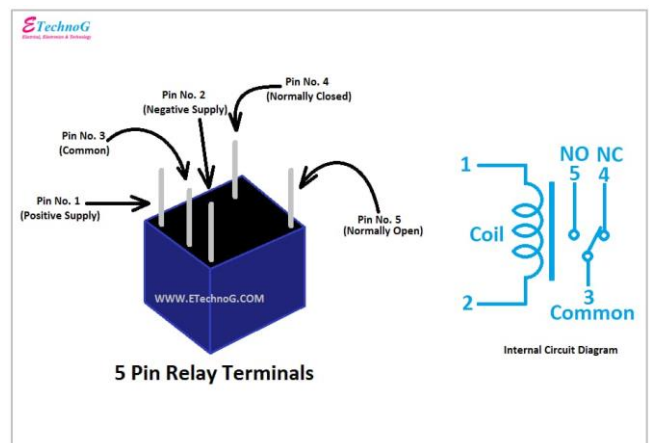 ETechnoG
Electrical, Electronics & Technology
Pin No. 4
(Normally Closed)
Pin No. 2
(Negative Supply)
Pin No. 3
(Common)
Pin No. 1
(Positive Supply)
Pin No. 5
(Normally Open)
WWW.ETechnoG.COM
5 Pin Relay Terminals
NO NC
1 5 4
Coil
2 3
Common
Internal Circuit Diagram